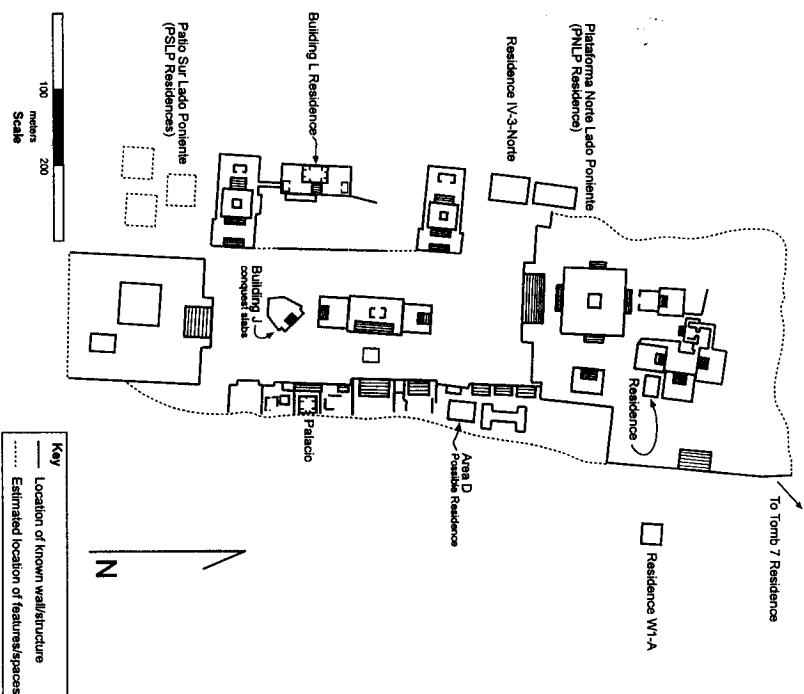 Plataforma Norte Lado Poniente
(PNLP Residence)
Residence IV-3-Norte
Building L Residence
Patio Sur Lado Poniente
(PSLP Residences)
100
200
meters
Scale
To Tomb 7 Residence
Residence
Residence W1-A
Area D
Possible Residence
Building J
conquest slabs
Palacio
N
Key
Location of known wall/structure
Estimated location of features/spaces